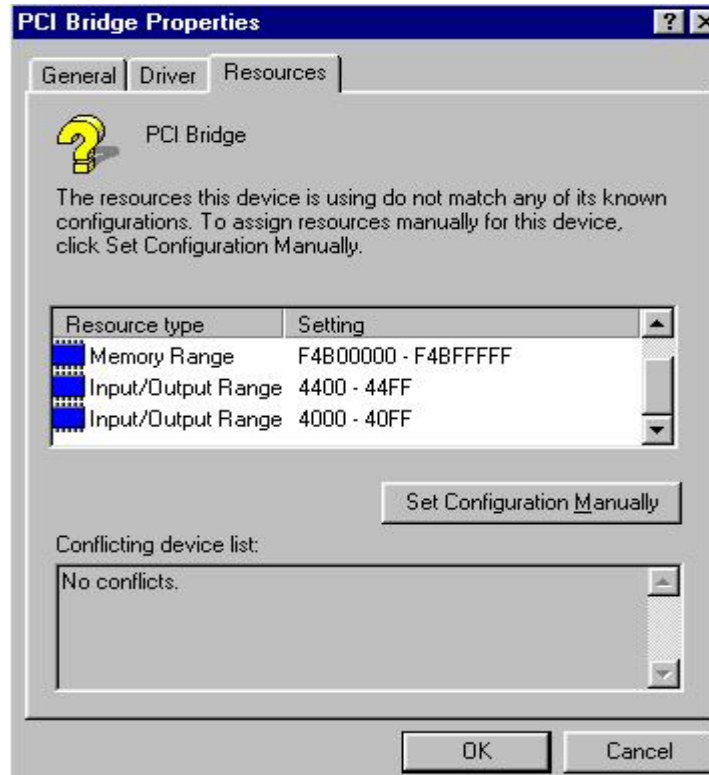 PCI Bridge Properties
General Driver Resources
PCI Bridge
The resources this device is using do not match any of its known
configurations. To assign resources manually for this device,
click Set Configuration Manually.
Resource type Setting
Memory Range F4B00000 - F4BFFFFF
Input/Output Range 4400 - 44FF
Input/Output Range 4000 - 40FF
Set Configuration Manually
Conflicting device list:
No conflicts.
OK Cancel